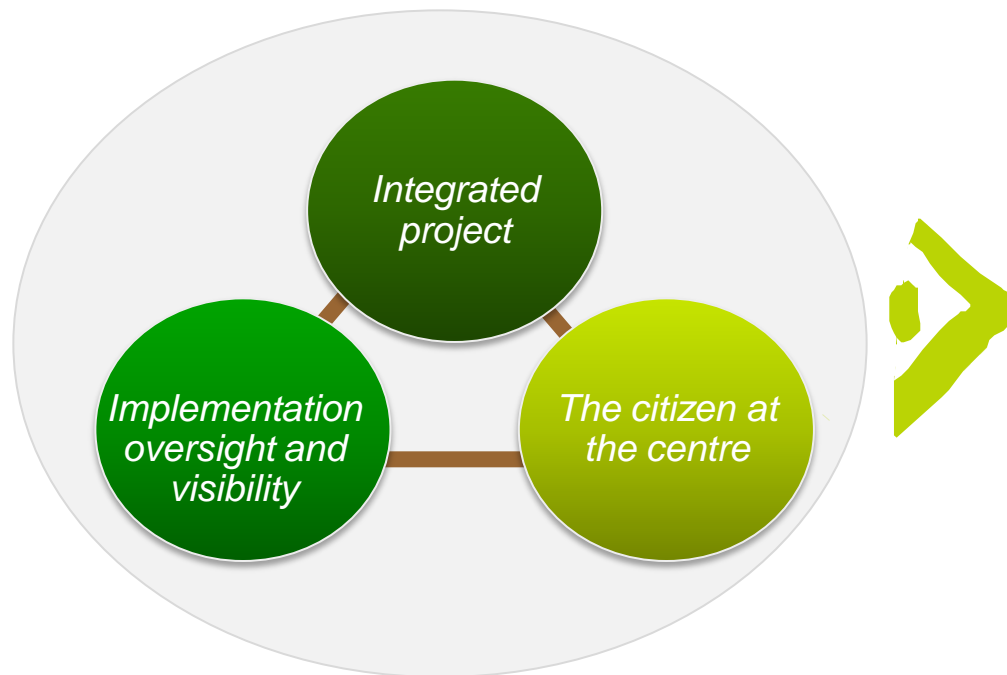 Integrated
project
Implementation
oversight and
visibility
The citizen at
the centre